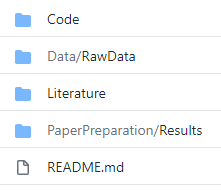 Code
Data/RawData
Literature
PaperPreparation/Results
README.md